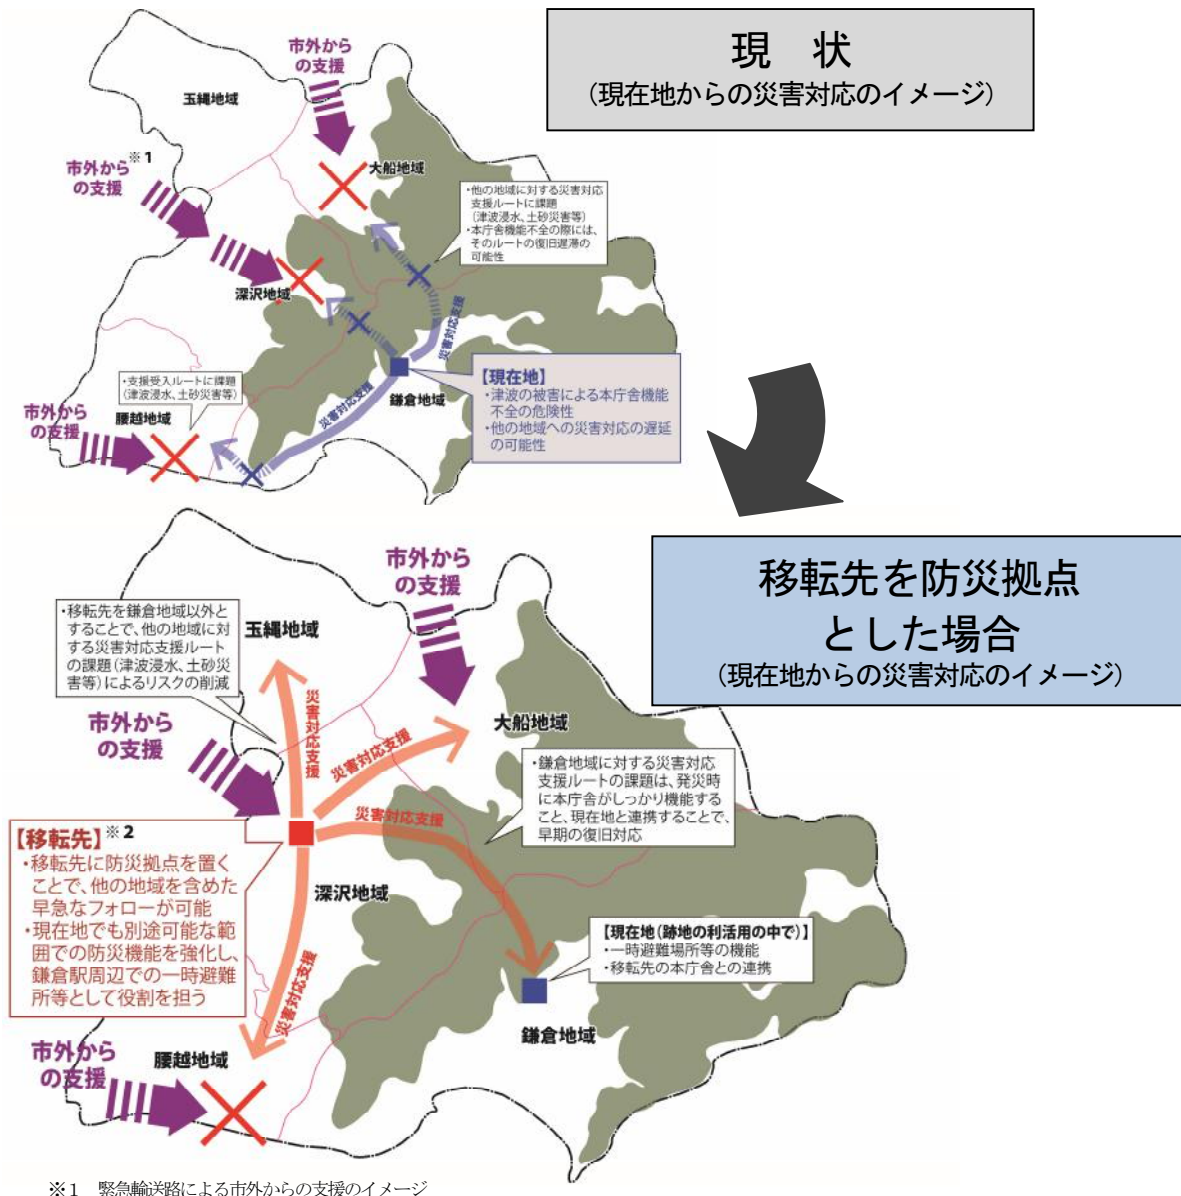 現　状
（現在地からの災害対応のイメージ）
市外から
の支援
玉縄地域
市外から※1
の支援
大船地域
・他の地域に対する災害対応
支援ルートに課題
（津波浸水、土砂災害等）
・本庁舎機能不全の際には、
そのルートの復旧遅滞の
可能性
深沢地域
災害対応支援
・支援受入ルートに課題
（津波浸水、土砂災害等）
災害対応支援
鎌倉地域
【現在地】
・津波の被害による本庁舎機能
不全の危険性
・他の地域への災害対応の遅延
の可能性
市外から
の支援
腰越地域
移転先を防災拠点
とした場合
（現在地からの災害対応のイメージ）
市外から
の支援
・移転先を鎌倉地域以外と
することで、他の地域に対
する災害対応支援ルート
の課題（津波浸水、土砂災
害等）によるリスクの削減
玉縄地域
市外から
の支援
災害対応支援
災害対応支援
大船地域
・鎌倉地域に対する災害対応
支援ルートの課題は、発災時
に本庁舎がしっかり機能する
こと、現在地と連携することで、
早期の復旧対応
災害対応支援
【移転先】※2
・移転先に防災拠点を置く
ことで、他の地域を含めた
早急なフォローが可能
・現在地でも別途可能な範
囲での防災機能を強化し、
鎌倉駅周辺での一時避難
所等として役割を担う
深沢地域
災害対応支援
【現在地（跡地の利活用の中で）】
・一時避難場所等の機能
・移転先の本庁舎との連携
鎌倉地域
市外から
の支援
腰越地域
※1　緊急輸送路による市外からの支援のイメージ